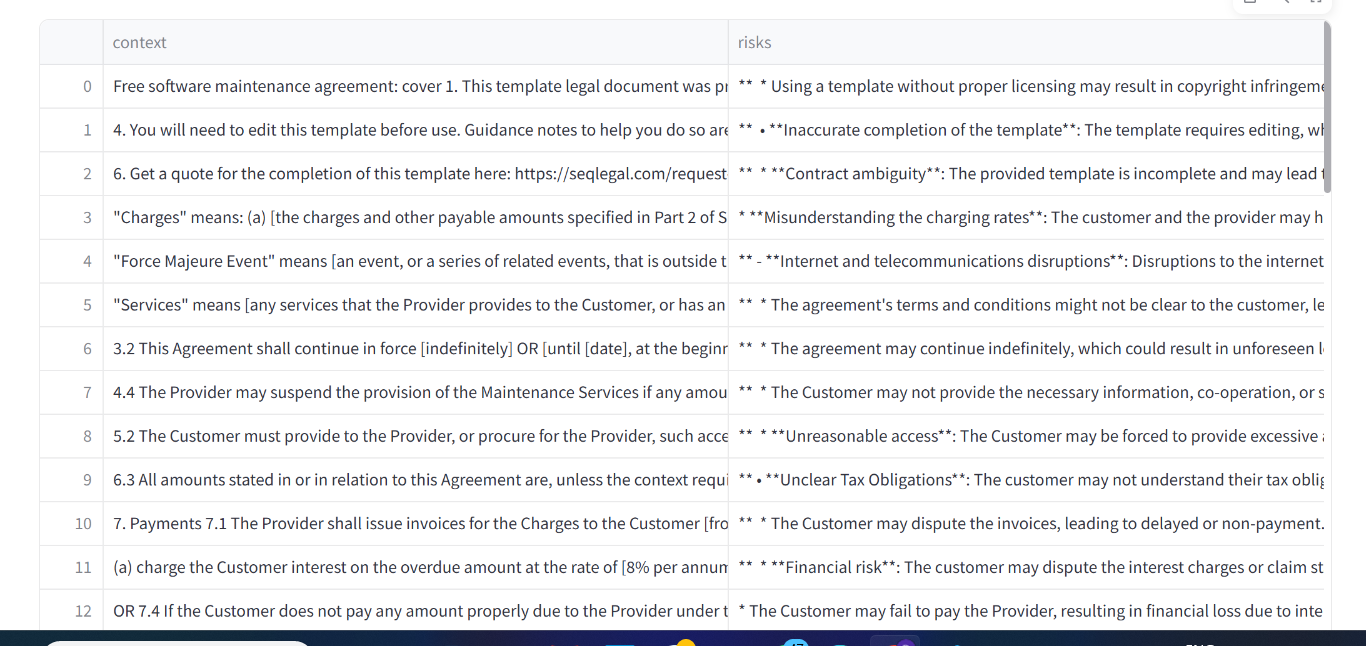 context risks
0 Free software maintenance agreement: cover 1. This template legal document was pr ** * Using a template without proper licensing may result in copyright infringeme
1 4. You will need to edit this template before use. Guidance notes to help you do so are ** • **Inaccurate completion of the template**: The template requires editing, wh
2 6. Get a quote for the completion of this template here: https://seqlegal.com/request ** * **Contract ambiguity**: The provided template is incomplete and may lead t
3 "Charges" means: (a) [the charges and other payable amounts specified in Part 2 of S * **Misunderstanding the charging rates**: The customer and the provider may h
4 "Force Majeure Event" means [an event, or a series of related events, that is outside t ** - **Internet and telecommunications disruptions**: Disruptions to the internet
5 "Services" means [any services that the Provider provides to the Customer, or has an ** * The agreement's terms and conditions might not be clear to the customer, le
6 3.2 This Agreement shall continue in force [indefinitely] OR [until [date], at the beginn ** * The agreement may continue indefinitely, which could result in unforeseen l
7 4.4 The Provider may suspend the provision of the Maintenance Services if any amou ** * The Customer may not provide the necessary information, co-operation, or s
8 5.2 The Customer must provide to the Provider, or procure for the Provider, such acce ** * **Unreasonable access**: The Customer may be forced to provide excessive
9 6.3 All amounts stated in or in relation to this Agreement are, unless the context requi ** • **Unclear Tax Obligations**: The customer may not understand their tax oblig
10 7. Payments 7.1 The Provider shall issue invoices for the Charges to the Customer [fro ** * The Customer may dispute the invoices, leading to delayed or non-payment.
11 (a) charge the Customer interest on the overdue amount at the rate of [8% per annum ** * **Financial risk**: The customer may dispute the interest charges or claim st
12 OR 7.4 If the Customer does not pay any amount properly due to the Provider under t * The Customer may fail to pay the Provider, resulting in financial loss due to inte